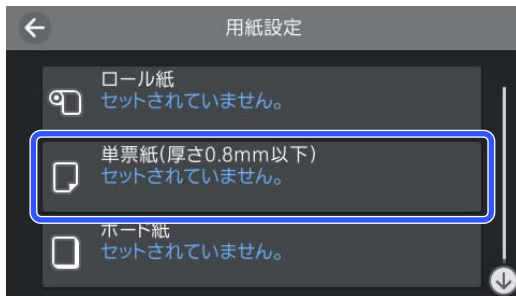 用紙設定
ロール紙
セットされていません。
単票紙(厚さ0.8mm以下)
セットされていません。
ボード紙
セットされていません。